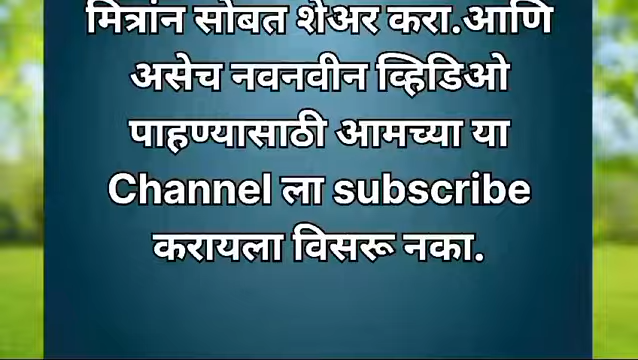 मित्रांन सोबत शेअर करा.आणि
असेच नवनवीन व्हिडिओ
पाहण्यासाठी आमच्या या
Channel ला subscribe
करायला विसरू नका.